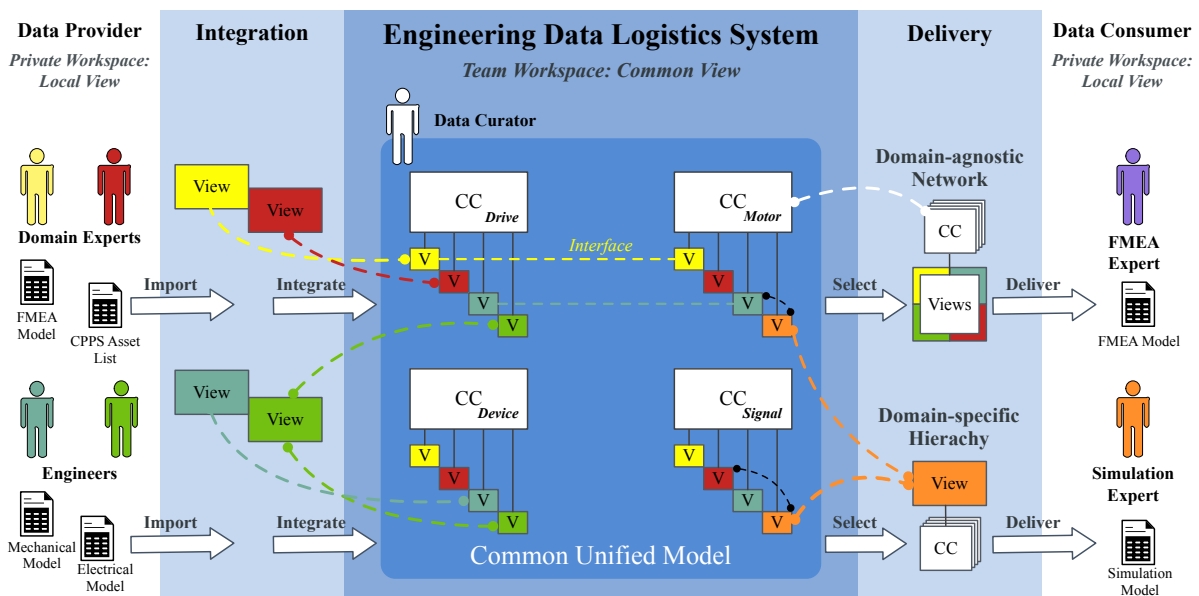 Data Provider
Private Workspace:
Local View
Integration
Engineering Data Logistics System
Team Workspace: Common View
Delivery
Data Consumer
Private Workspace:
Local View
Data Curator
Domain Experts
FMEA
Model
CPPS Asset
List
Import
Integrate
View
View
CC
Drive
V
V
V
V
Interface
CC
Motor
V
V
V
V
Select
Domain-agnostic
Network
CC
Views
Deliver
FMEA
Expert
FMEA Model
Engineers
Mechanical
Model
Electrical
Model
Import
Integrate
View
View
CC
Device
V
V
V
V
CC
Signal
V
V
V
V
Common Unified Model
Select
Domain-specific
Hierachy
View
CC
Deliver
Simulation
Expert
Simulation
Model